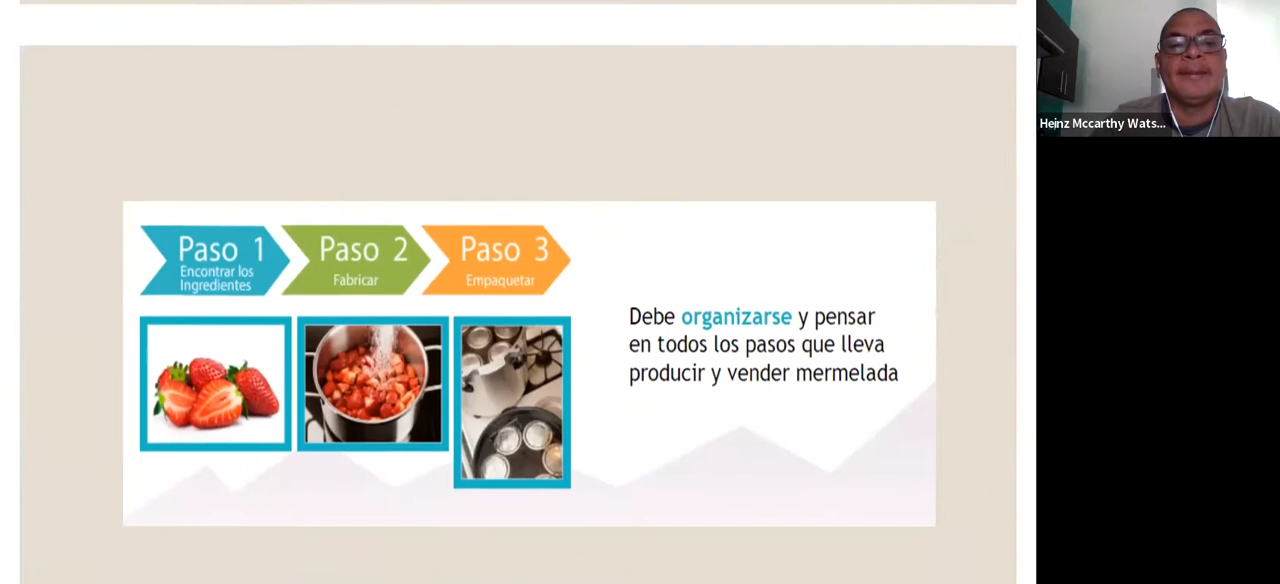 Paso 1
Encontrar los
Ingredientes
Paso 2
Fabricar
Paso 3
Empaquetar
Debe organizarse y pensar
en todos los pasos que lleva
producir y vender mermelada
Heinz Mccarthy Wats...